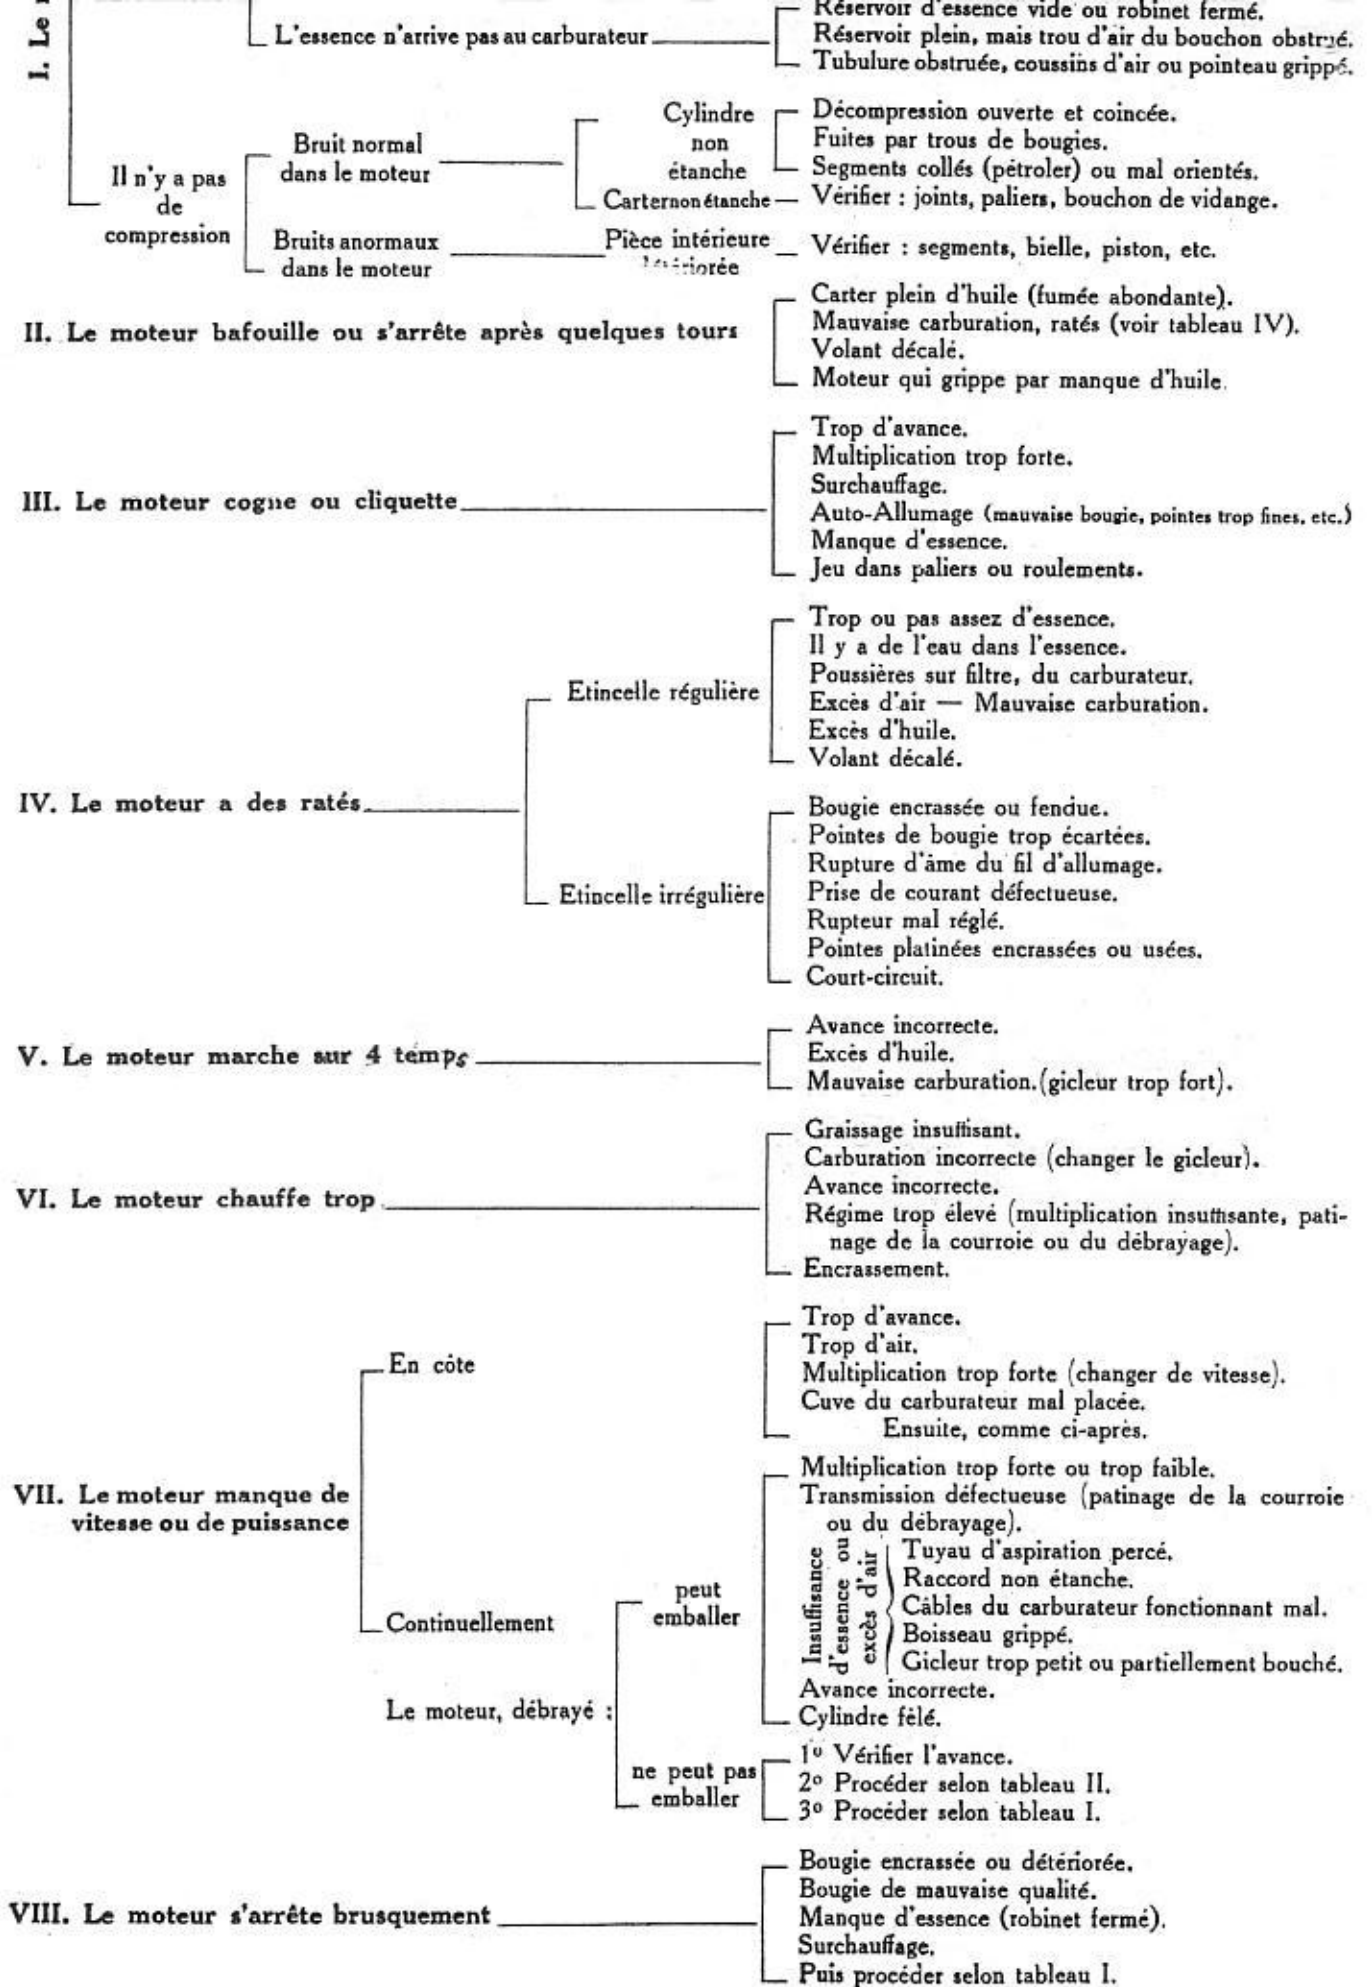 I. Le
Réservoir d'essence vide ou robinet fermé.
L'essence n'arrive pas au carburateur
Réservoir plein, mais trou d'air du bouchon obstrué.
Tubulure obstruée, coussins d'air ou pointeau grippé.
Il n'y a pas
de
compression
Bruit normal
dans le moteur
Cylindre
non
étanche
Décompression ouverte et coincée.
Fuites par trous de bougies.
Segments collés (pétroler) ou mal orientés.
Carter non étanche
Vérifier : joints, paliers, bouchon de vidange.
Bruits anormaux
dans le moteur
Pièce intérieure
Vérifier : segments, bielle, piston, etc.
II. Le moteur bafouille ou s'arrête après quelques tours
Carter plein d'huile (fumée abondante).
Mauvaise carburation, ratés (voir tableau IV).
Volant décalé.
Moteur qui grippe par manque d'huile.
III. Le moteur cogne ou cliquette
Trop d'avance.
Multiplication trop forte.
Surchauffage.
Auto-Allumage (mauvaise bougie, pointes trop fines, etc.)
Manque d'essence.
Jeu dans paliers ou roulements.
IV. Le moteur a des ratés
Etincelle régulière
Trop ou pas assez d'essence.
Il y a de l'eau dans l'essence.
Poussières sur filtre, du carburateur.
Excès d'air — Mauvaise carburation.
Excès d'huile.
Volant décalé.
Etincelle irrégulière
Bougie encrassée ou fendue.
Pointes de bougie trop écartées.
Rupture d'âme du fil d'allumage.
Prise de courant défectueuse.
Rupteur mal réglé.
Pointes platinées encrassées ou usées.
Court-circuit.
V. Le moteur marche sur 4 temps
Avance incorrecte.
Excès d'huile.
Mauvaise carburation.(gicleur trop fort).
VI. Le moteur chauffe trop
Graissage insuffisant.
Carburation incorrecte (changer le gicleur).
Avance incorrecte.
Régime trop élevé (multiplication insuffisante, pati-
nage de la courroie ou du débrayage).
Encrassement.
VII. Le moteur manque de
vitesse ou de puissance
En côte
Trop d'avance.
Trop d'air.
Multiplication trop forte (changer de vitesse).
Cuve du carburateur mal placée.
Ensuite, comme ci-après.
Continuellement
Le moteur, débrayé :
peut
emballer
Multiplication trop forte ou trop faible.
Transmission défectueuse (patinage de la courroie
ou du débrayage).
Insuffisance
d'essence ou
excès d'air
Tuyau d'aspiration percé.
Raccord non étanche.
Câbles du carburateur fonctionnant mal.
Boisseau grippé.
Gicleur trop petit ou partiellement bouché.
Avance incorrecte.
Cylindre fêlé.
ne peut pas
emballer
1º Vérifier l'avance.
2º Procéder selon tableau II.
3º Procéder selon tableau I.
VIII. Le moteur s'arrête brusquement
Bougie encrassée ou détériorée.
Bougie de mauvaise qualité.
Manque d'essence (robinet fermé).
Surchauffage.
Puis procéder selon tableau I.